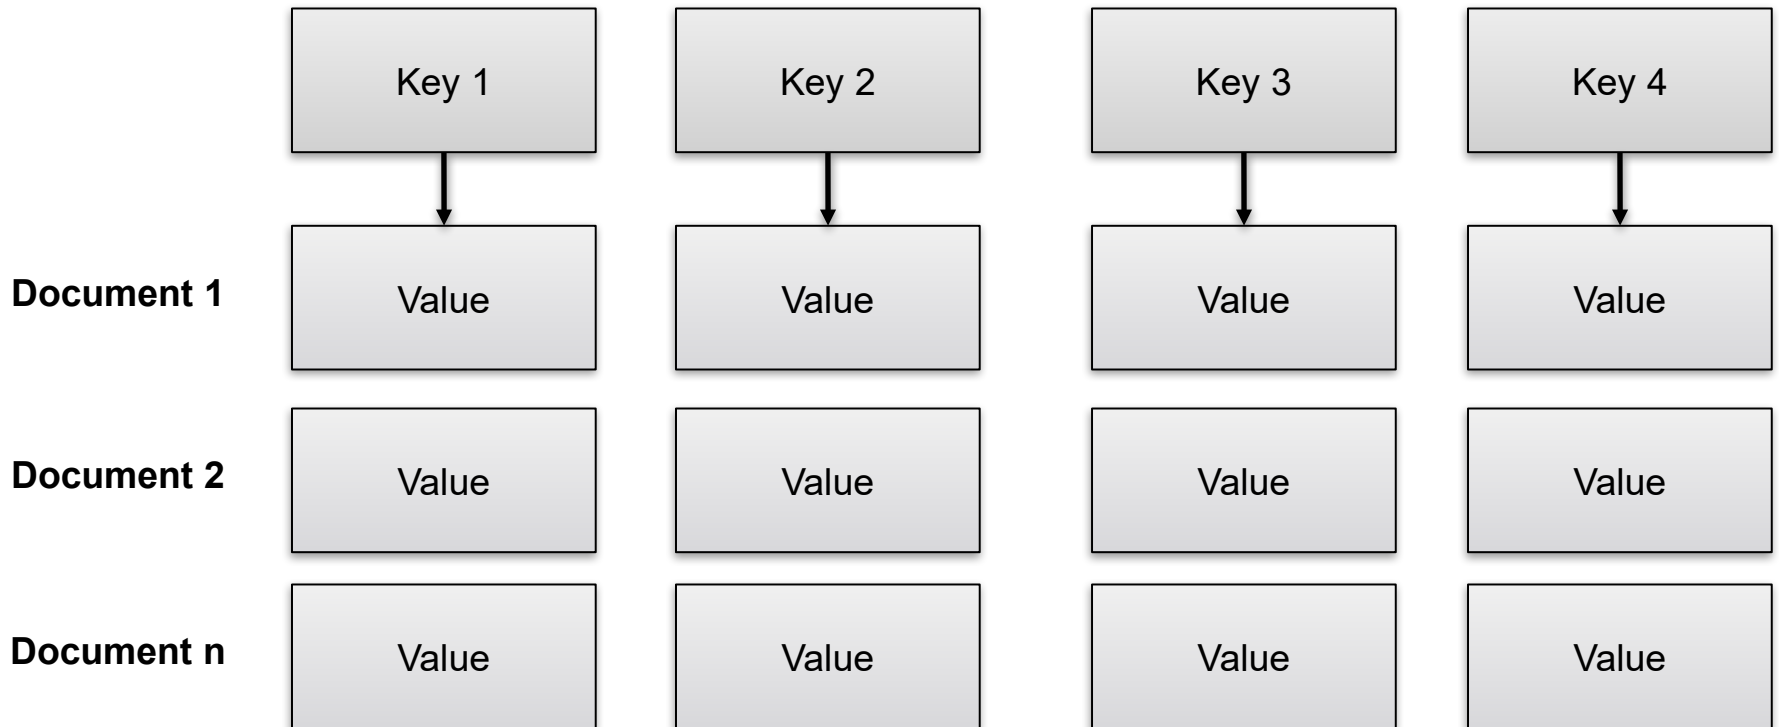 Key 1 Key 2 Key 3 Key 4
Document 1 Value Value Value Value
Document 2 Value Value Value Value
Document n Value Value Value Value